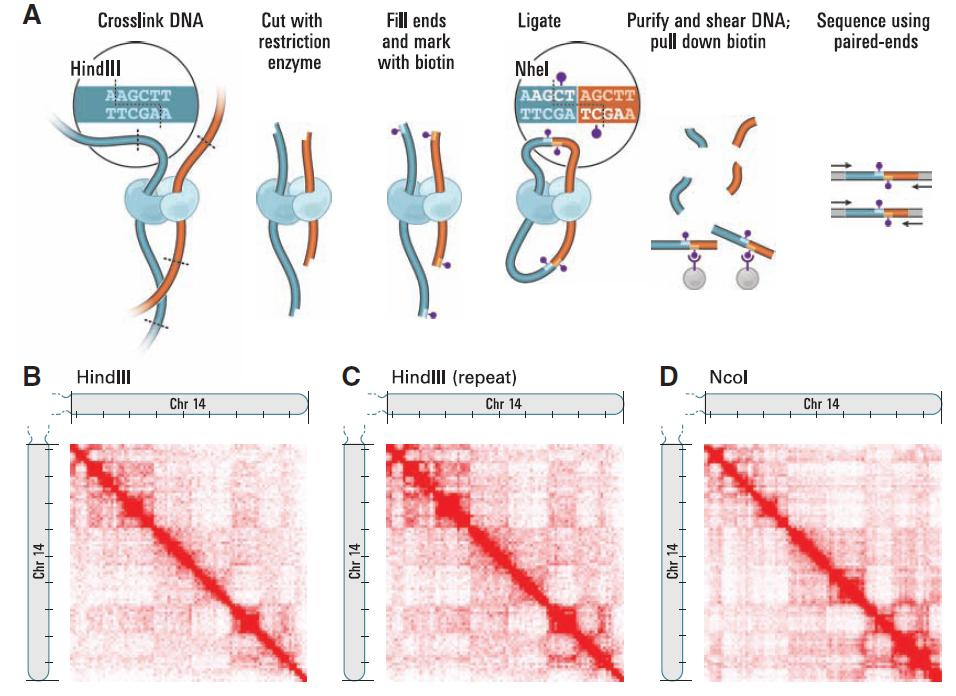 A
Crosslink DNA
Cut with
restriction
enzyme
Fill ends
and mark
with biotin
Ligate
Purify and shear DNA;
pull down biotin
Sequence using
paired-ends
HindIII
AAGCTT
TTCGAA
NheI
AAGCT AGCTT
TTCGA TCGAA
B HindIII
Chr 14
Chr 14
C HindIII (repeat)
Chr 14
Chr 14
D NcoI
Chr 14
Chr 14